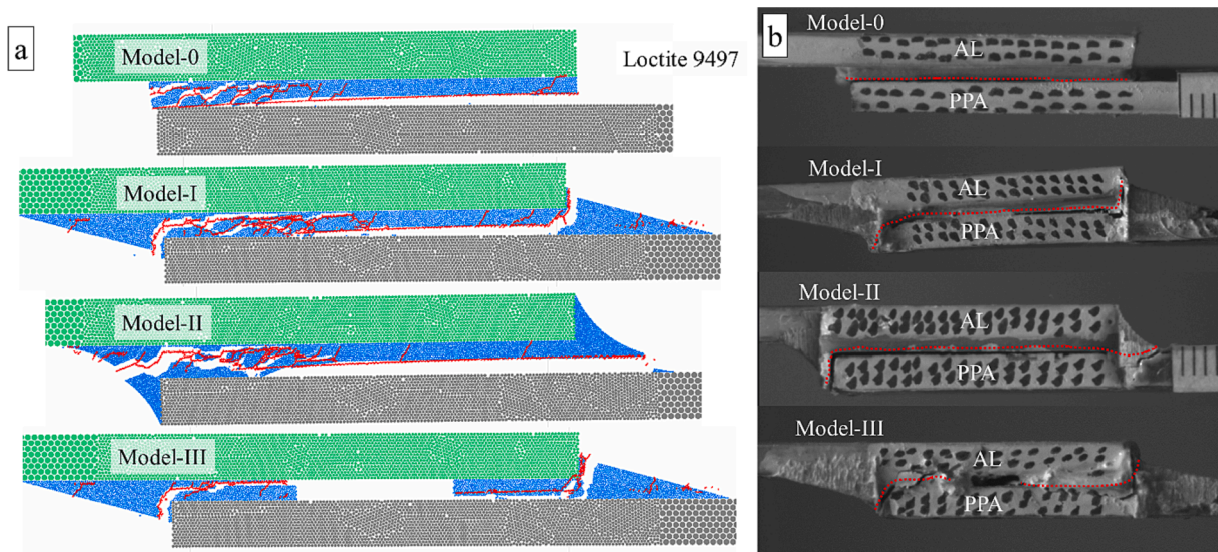 a
Model-0
Loctite 9497
Model-I
Model-II
Model-III
b
Model-0
AL
PPA
Model-I
AL
PPA
Model-II
AL
PPA
Model-III
AL
PPA